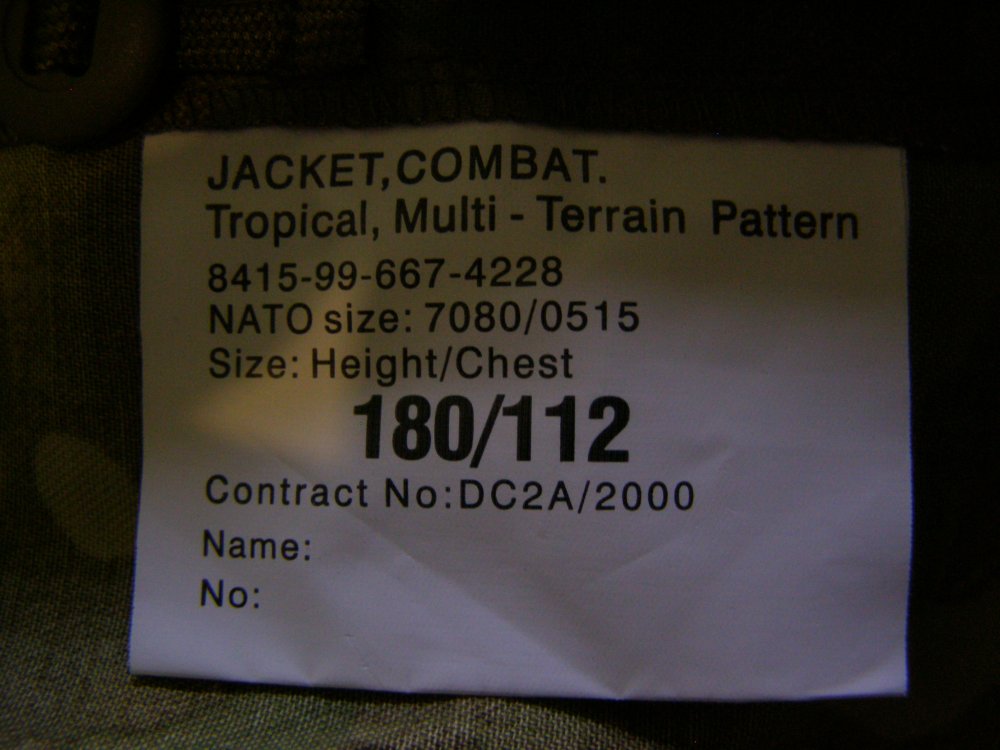 JACKET,COMBAT.
Tropical, Multi - Terrain Pattern
8415-99-667-4228
NATO size: 7080/0515
Size: Height/Chest
180/112
Contract No:DC2A/2000
Name:
No: